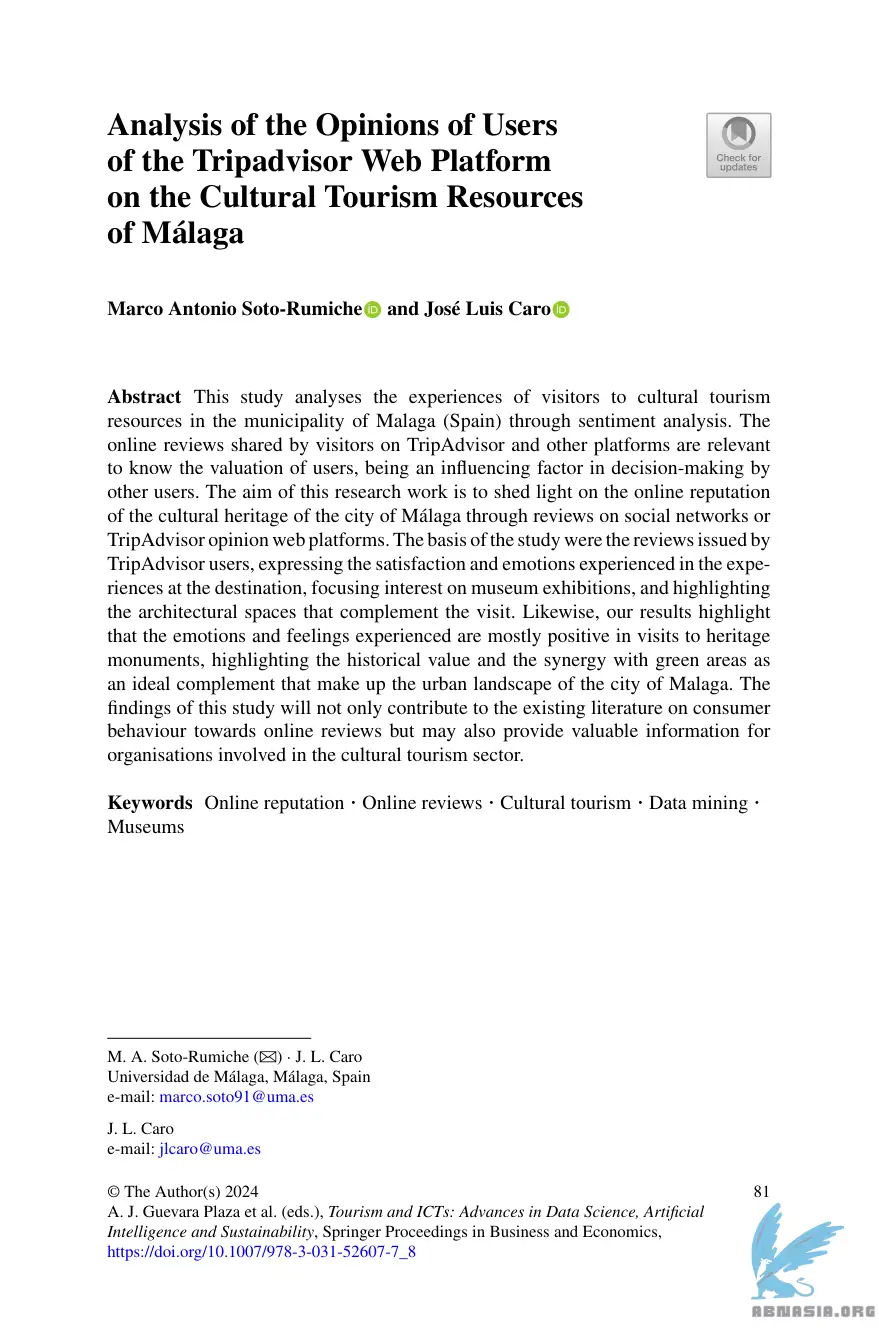 Analysis of the Opinions of Users
of the Tripadvisor Web Platform
on the Cultural Tourism Resources
of Málaga
Check for
updates
Marco Antonio Soto-Rumiche iD and José Luis Caro iD
Abstract This study analyses the experiences of visitors to cultural tourism
resources in the municipality of Malaga (Spain) through sentiment analysis. The
online reviews shared by visitors on TripAdvisor and other platforms are relevant
to know the valuation of users, being an influencing factor in decision-making by
other users. The aim of this research work is to shed light on the online reputation
of the cultural heritage of the city of Málaga through reviews on social networks or
TripAdvisor opinion web platforms. The basis of the study were the reviews issued by
TripAdvisor users, expressing the satisfaction and emotions experienced in the expe-
riences at the destination, focusing interest on museum exhibitions, and highlighting
the architectural spaces that complement the visit. Likewise, our results highlight
that the emotions and feelings experienced are mostly positive in visits to heritage
monuments, highlighting the historical value and the synergy with green areas as
an ideal complement that make up the urban landscape of the city of Malaga. The
findings of this study will not only contribute to the existing literature on consumer
behaviour towards online reviews but may also provide valuable information for
organisations involved in the cultural tourism sector.
Keywords Online reputation · Online reviews · Cultural tourism · Data mining ·
Museums
M. A. Soto-Rumiche (✉) · J. L. Caro
Universidad de Málaga, Málaga, Spain
e-mail: marco.soto91@uma.es
J. L. Caro
e-mail: jlcaro@uma.es
© The Author(s) 2024 81
A. J. Guevara Plaza et al. (eds.), Tourism and ICTs: Advances in Data Science, Artificial
Intelligence and Sustainability, Springer Proceedings in Business and Economics,
https://doi.org/10.1007/978-3-031-52607-7_8
ABNASIA.ORG